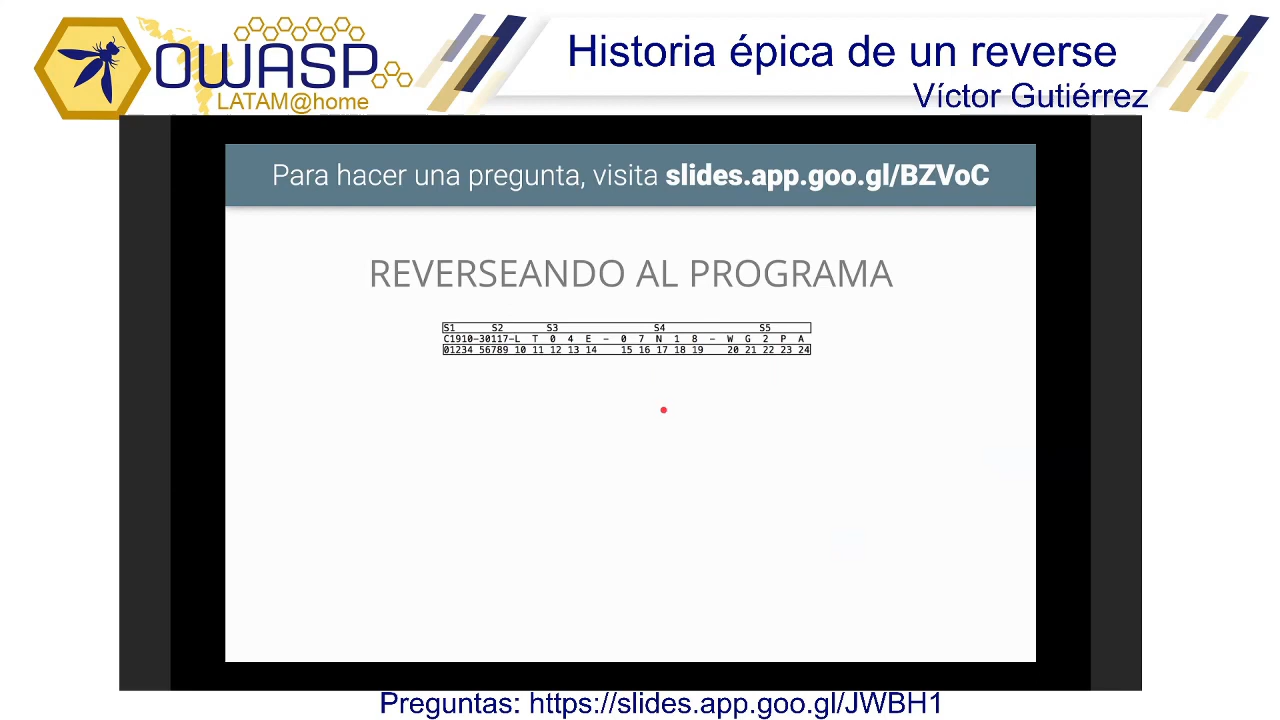 OWASP
LATAM@home
Historia épica de un reverse
Víctor Gutiérrez
Para hacer una pregunta, visita slides.app.goo.gl/BZVoC
REVERSEANDO AL PROGRAMA
S1 S2 S3 S4 S5
C1910-30117-L T 0 4 E - 0 7 N 1 8 - W G 2 P A
01234 56789 10 11 12 13 14 15 16 17 18 19 20 21 22 23 24
Preguntas: https://slides.app.goo.gl/JWBH1